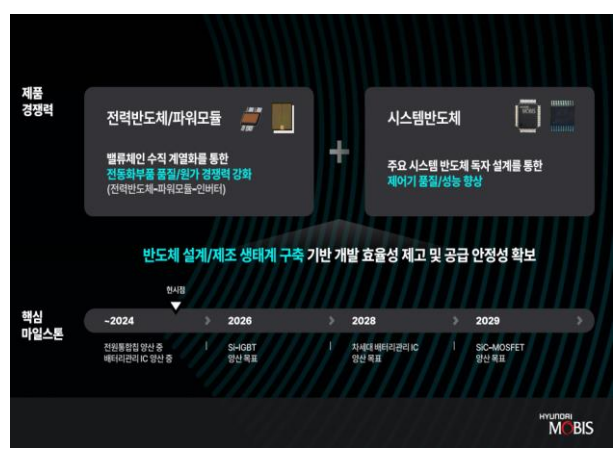 제품
경쟁력
전력반도체/파워모듈
밸류체인 수직 계열화를 통한
전동화부품 품질/원가 경쟁력 강화
(전력반도체-파워모듈-인버터)
+
시스템반도체
주요 시스템 반도체 독자 설계를 통한
제어기 품질/성능 향상
반도체 설계/제조 생태계 구축 기반 개발 효율성 제고 및 공급 안정성 확보
핵심
마일스톤
현시점
~2024 > 2026 > 2028 > 2029 >
전원통합칩 양산 중
배터리관리 IC 양산 중
Si-IGBT
양산 목표
차세대 배터리관리 IC
양산 목표
SiC-MOSFET
양산 목표
HYUNDAI
MOBIS